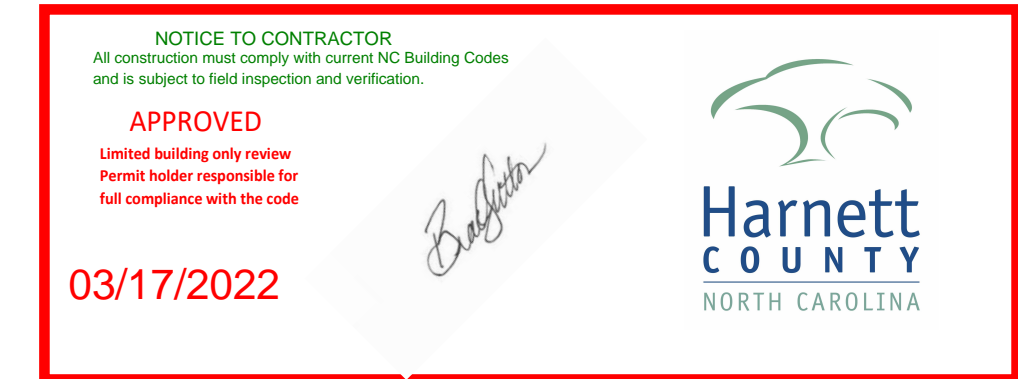 NOTICE TO CONTRACTOR
All construction must comply with current NC Building Codes
and is subject to field inspection and verification.
APPROVED
Limited building only review
Permit holder responsible for
full compliance with the code
03/17/2022
Harnett
COUNTY
NORTH CAROLINA